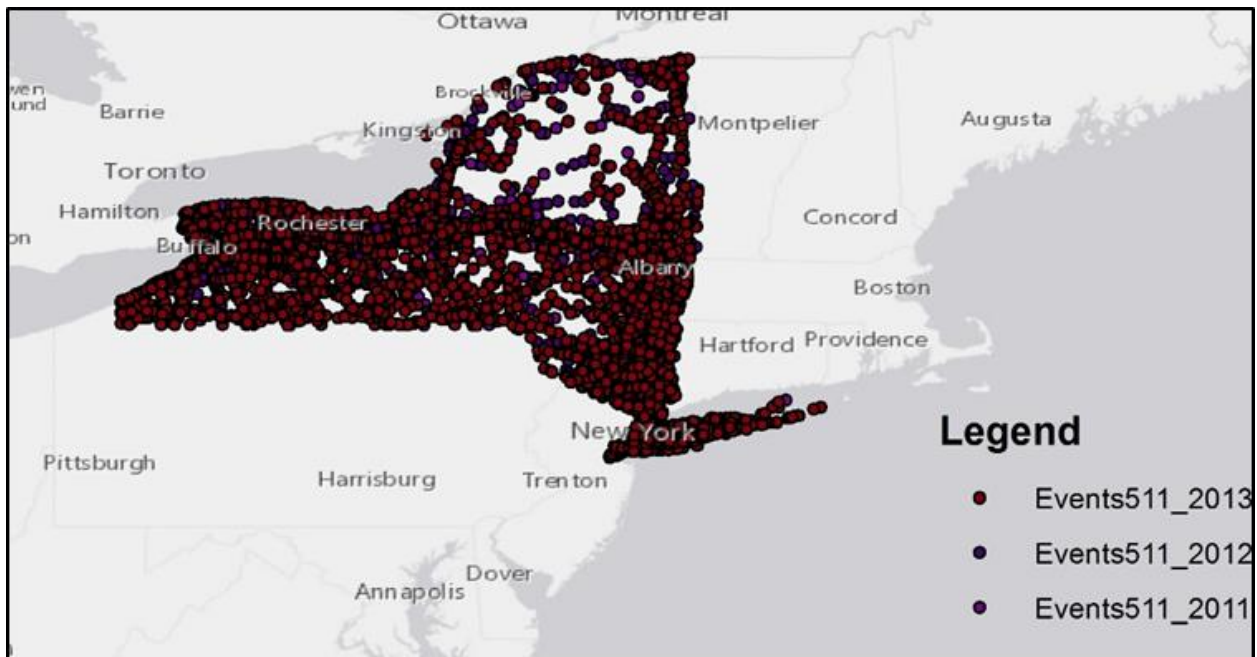 Ottawa
Montreal
Barrie
Brockville
Kingston
Montpelier
Augusta
Toronto
Hamilton
Rochester
Concord
Buffalo
Albany
Boston
Hartford
Providence
New York
Legend
Pittsburgh
Harrisburg
Trenton
Events511_2013
Events511_2012
Dover
Annapolis
Events511_2011